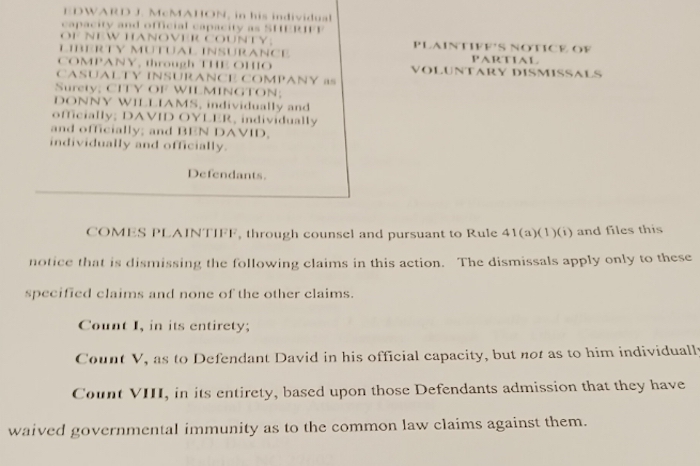 EDWARD J. McMAHON, in his individual
capacity and official capacity as SHERIFF
OF NEW HANOVER COUNTY;
LIBERTY MUTUAL INSURANCE
COMPANY, through THE OHIO
CASUALTY INSURANCE COMPANY as
Surety; CITY OF WILMINGTON;
DONNY WILLIAMS, individually and
officially; DAVID OYLER, individually
and officially; and BEN DAVID,
individually and officially.
Defendants.
PLAINTIFF'S NOTICE OF
PARTIAL
VOLUNTARY DISMISSALS
COMES PLAINTIFF, through counsel and pursuant to Rule 41(a)(1)(i) and files this
notice that is dismissing the following claims in this action. The dismissals apply only to these
specified claims and none of the other claims.
Count I, in its entirety;
Count V, as to Defendant David in his official capacity, but not as to him individually
Count VIII, in its entirety, based upon those Defendants admission that they have
waived governmental immunity as to the common law claims against them.